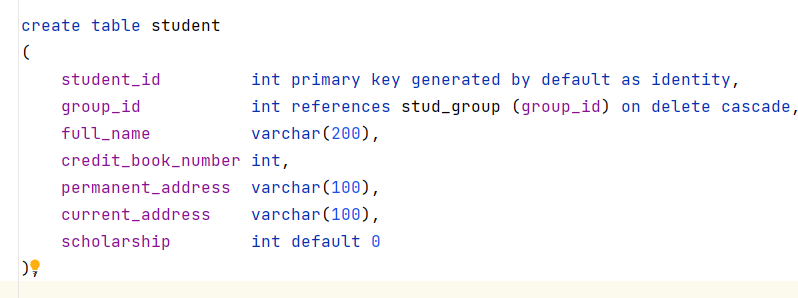 create table student
(
    student_id         int primary key generated by default as identity,
    group_id           int references stud_group (group_id) on delete cascade,
    full_name          varchar(200),
    credit_book_number int,
    permanent_address  varchar(100),
    current_address    varchar(100),
    scholarship        int default 0
);